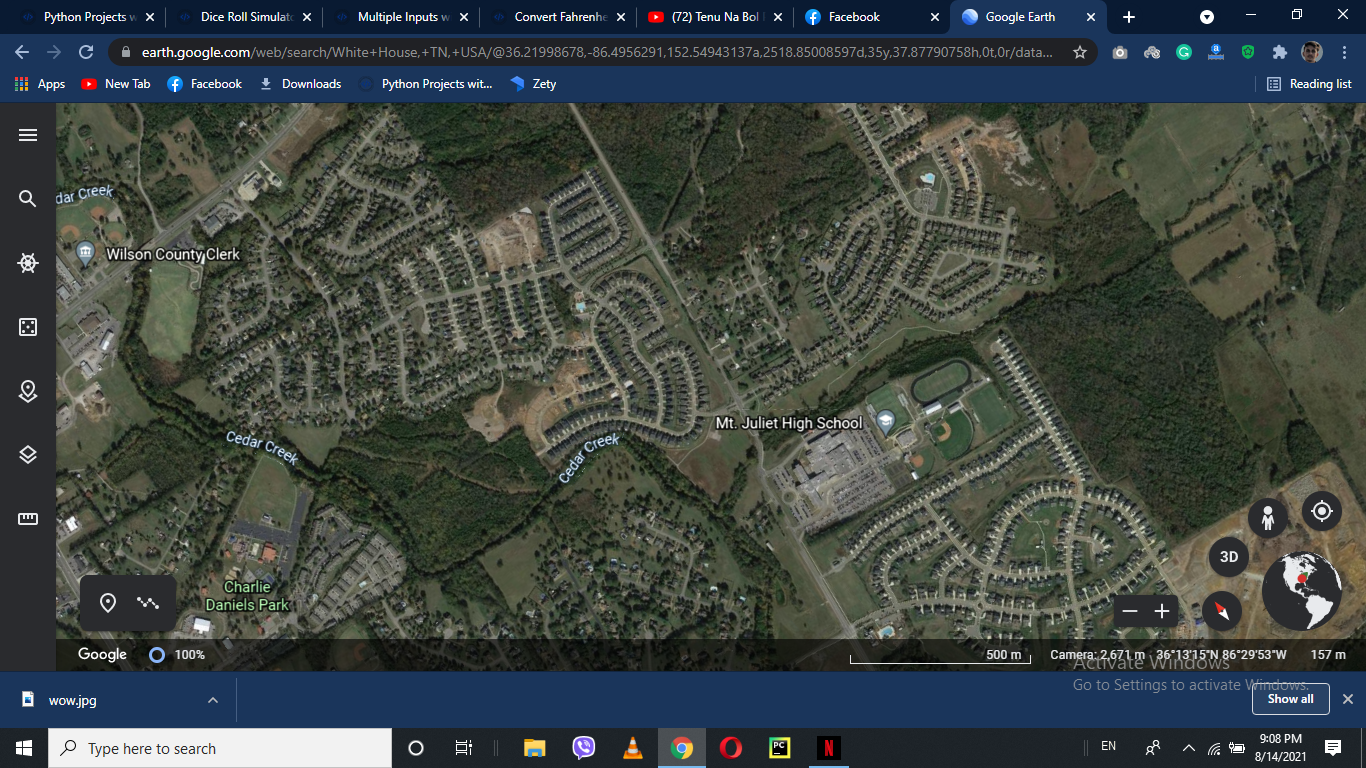 Python Projects w
Dice Roll Simulato
Multiple Inputs w
Convert Fahrenhe
(72) Tenu Na Bol
Facebook
Google Earth
earth.google.com/web/search/White+House,+TN,+USA/@36.21998678,-86.4956291,152.54943137a,2518.85008597d,35y,37.87790758h,0t,0r/data...
Apps
New Tab
Facebook
Downloads
Python Projects wit...
Zety
Reading list
dar Creek
Wilson County Clerk
Mt. Juliet High School
Cedar Creek
Cedar Creek
Charlie
Daniels Park
3D
Google
100%
500 m
Camera: 2,671 m
36°13'15"N 86°29'53"W
157 m
Activate Windows
Go to Settings to activate Windows.
wow.jpg
Show all
Type here to search
PC
N
EN
9:08 PM
8/14/2021